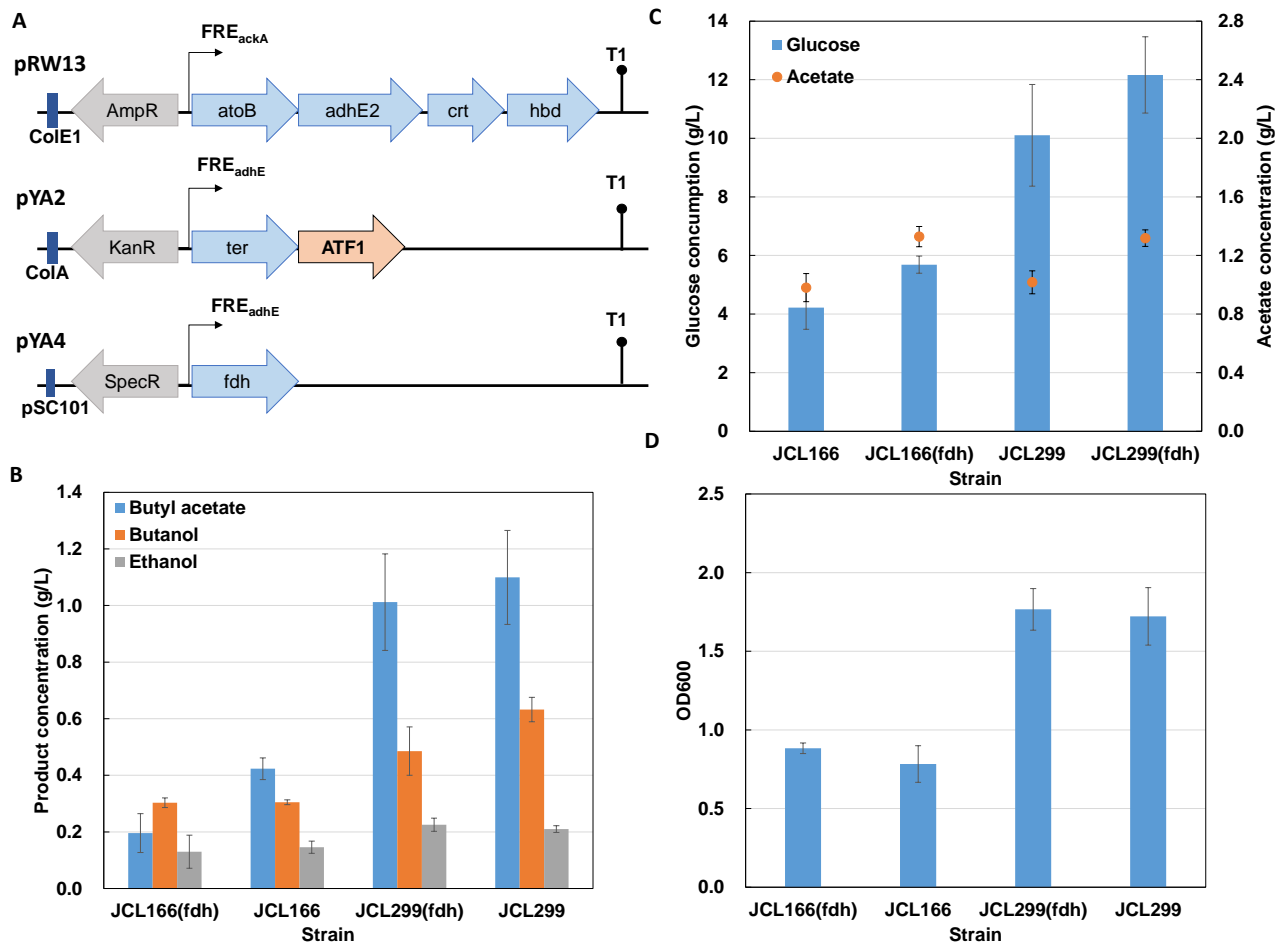 A
FRE_ackA
pRW13
T1
AmpR
atoB
adhE2
crt
hbd
ColE1
FRE_adhE
pYA2
T1
KanR
ter
ATF1
ColA
FRE_adhE
pYA4
T1
SpecR
fdh
pSC101
B
1.4
1.2
1.0
0.8
0.6
0.4
0.2
0.0
Product concentration (g/L)
Butyl acetate
Butanol
Ethanol
JCL166(fdh)
JCL166
JCL299(fdh)
JCL299
Strain
C
14
12
10
8
6
4
2
0
Glucose concumption (g/L)
Glucose
Acetate
2.8
2.4
2.0
1.6
1.2
0.8
0.4
0.0
Acetate concentration (g/L)
JCL166
JCL166(fdh)
JCL299
JCL299(fdh)
Strain
D
2.5
2.0
1.5
1.0
0.5
0.0
OD600
JCL166(fdh)
JCL166
JCL299(fdh)
JCL299
Strain